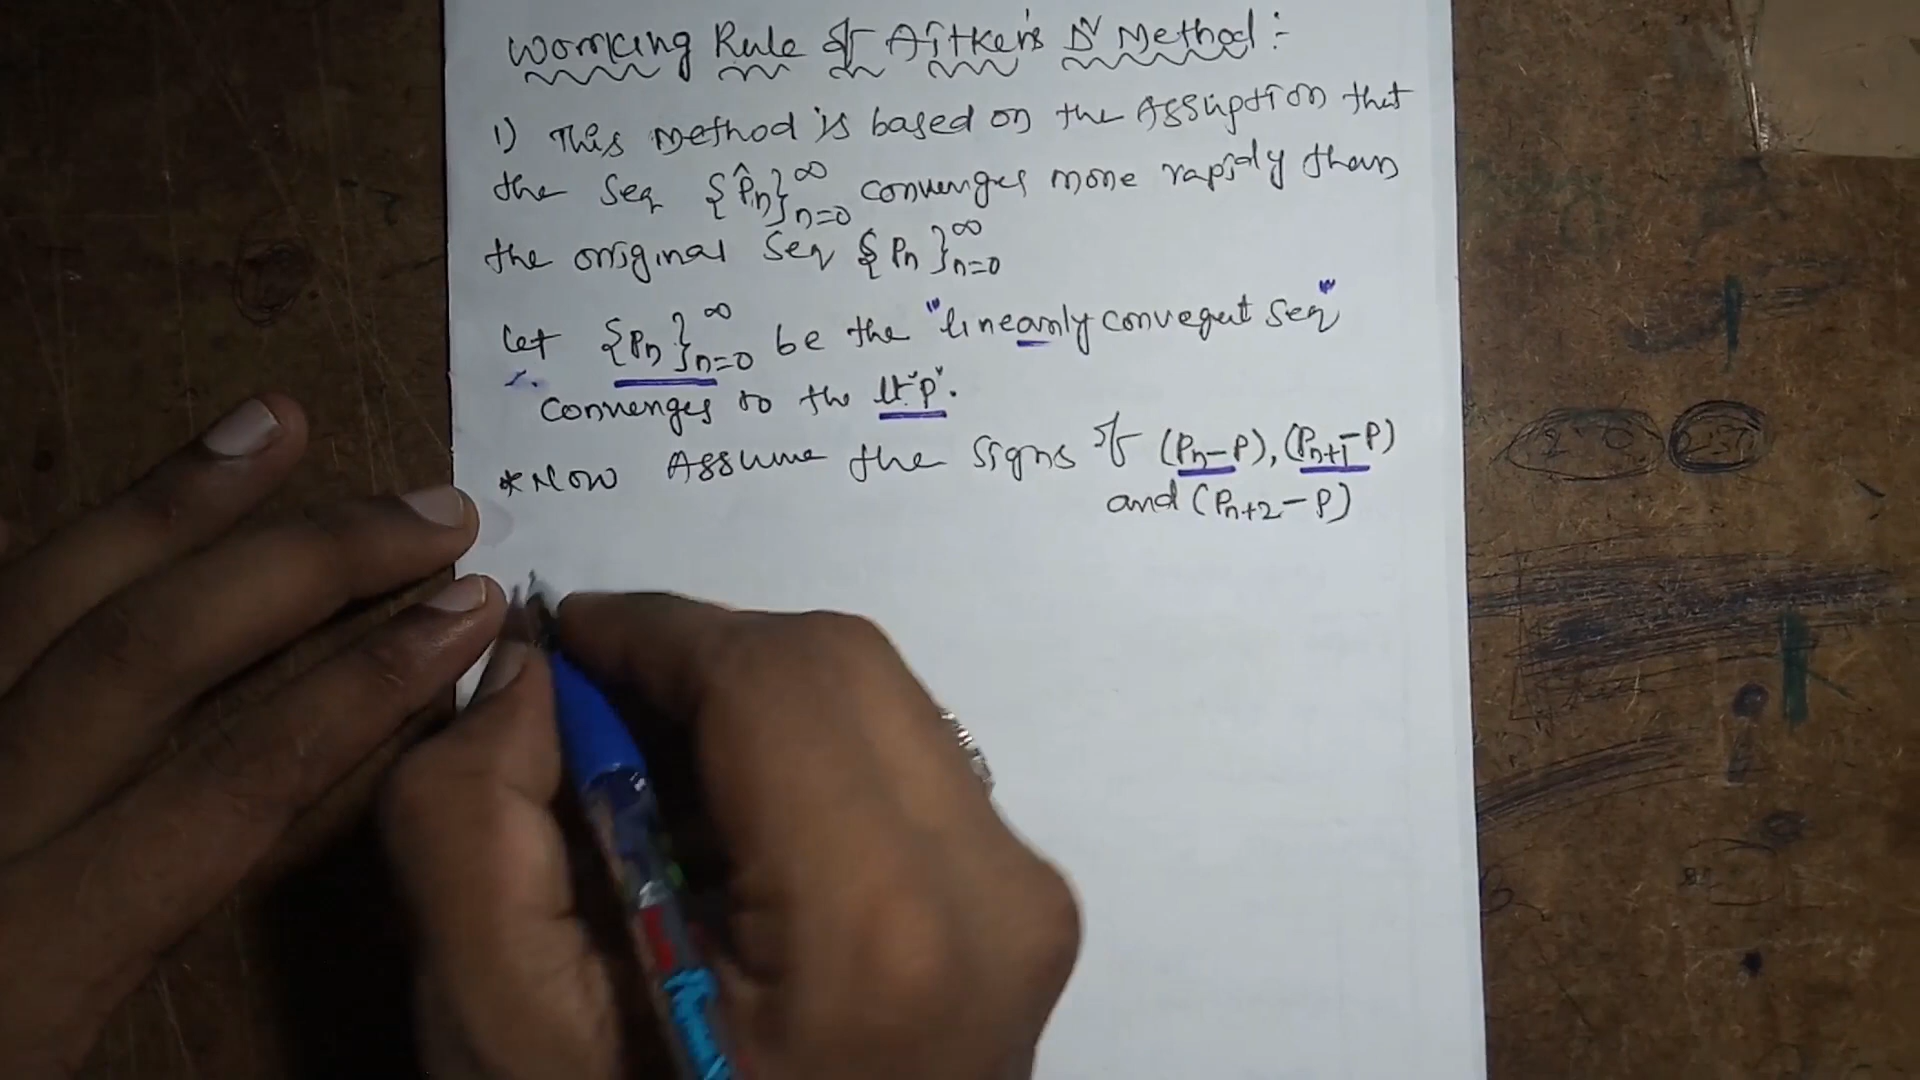 Working Rule of Aitken's Δ² Method :-
1) This Method is based on the Assuption that
the Seq {P̂n}∞n=0 converges more rapidly than
the original Seq {Pn}∞n=0
Let {Pn}∞n=0 be the "linearly convegent Seq"
Converges to the lt "p".
*Now Assume the signs of (Pn-P), (Pn+1-P)
and (Pn+2-P)